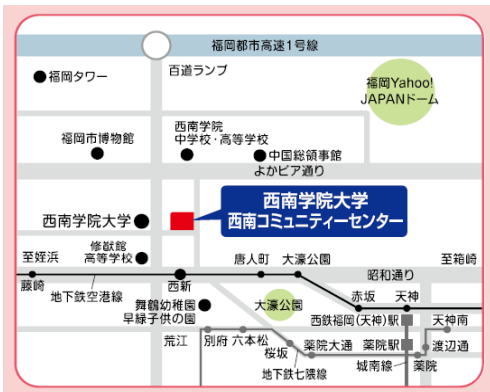 福岡都市高速1号線
百道ランプ
福岡タワー
福岡Yahoo!
JAPANドーム
西南学院
中学校・高等学校
福岡市博物館
中国総領事館
よかトピア通り
西南学院大学
西南コミュニティーセンター
西南学院大学
修猷館
高等学校
至姪浜
唐人町
大濠公園
至箱崎
昭和通り
藤崎
地下鉄空港線
西新
赤坂
天神
舞鶴幼稚園
早緑子供の園
大濠公園
西鉄福岡(天神)駅
天神南
荒江
別府
六本松
桜坂
薬院大通
薬院駅
渡辺通
地下鉄七隈線
城南線
薬院